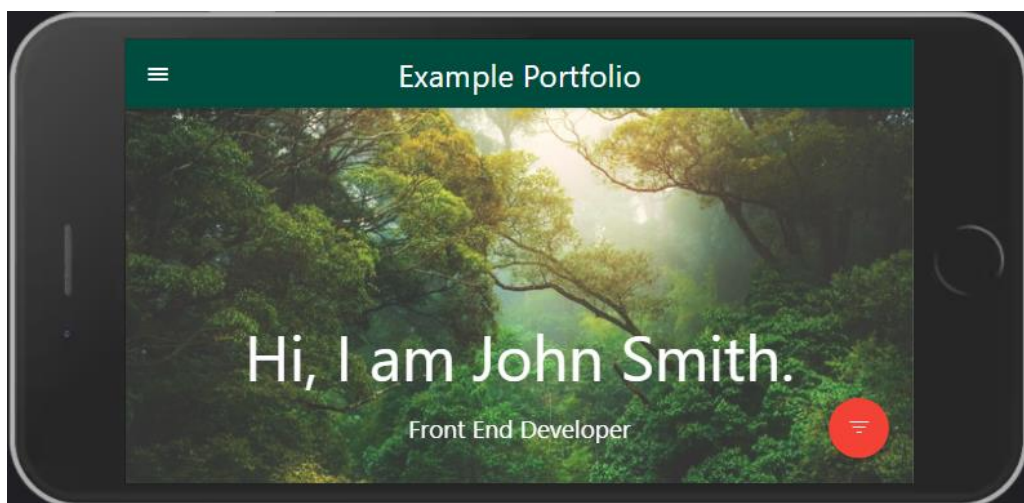 Example Portfolio
Hi, I am John Smith.
Front End Developer